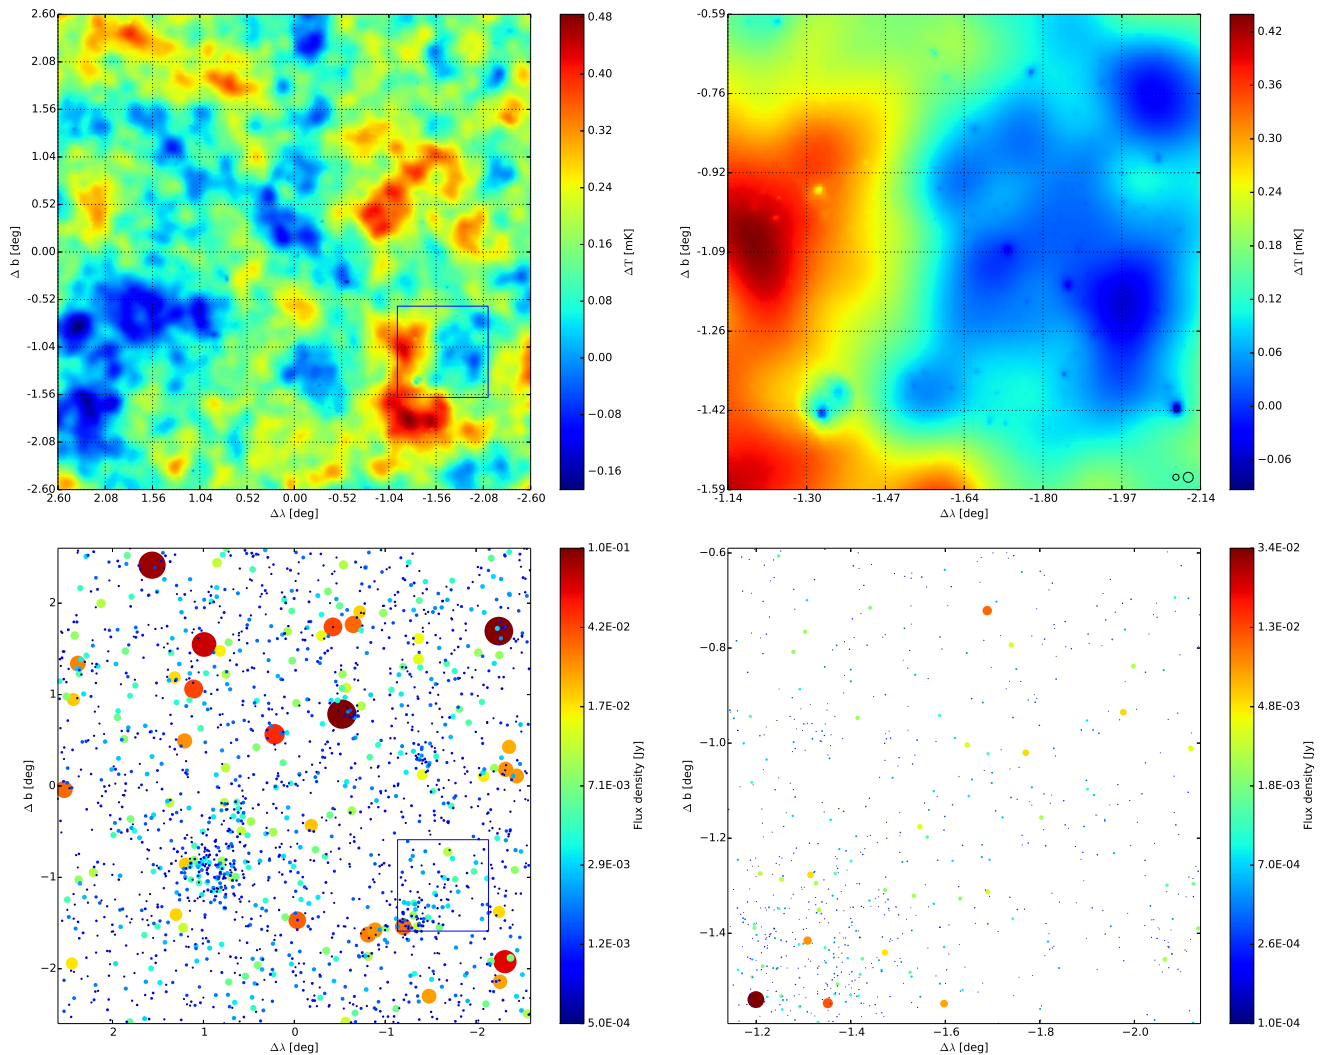 2.60
2.08
1.56
1.04
0.52
0.00
-0.52
-1.04
-1.56
-2.08
-2.60
2.60 2.08 1.56 1.04 0.52 0.00 -0.52 -1.04 -1.56 -2.08 -2.60
Δλ [deg]
Δ b [deg]
0.48
0.40
0.32
0.24
0.16
0.08
0.00
−0.08
−0.16
ΔT [mK]
-0.59
-0.76
-0.92
-1.09
-1.26
-1.42
-1.59
-1.14 -1.30 -1.47 -1.64 -1.80 -1.97 -2.14
Δλ [deg]
Δ b [deg]
0.42
0.36
0.30
0.24
0.18
0.12
0.06
0.00
−0.06
ΔT [mK]
2
1
0
−1
−2
2 1 0 −1 −2
Δλ [deg]
Δ b [deg]
1.0E-01
4.2E-02
1.7E-02
7.1E-03
2.9E-03
1.2E-03
5.0E-04
Flux density [Jy]
−0.6
−0.8
−1.0
−1.2
−1.4
−1.2 −1.4 −1.6 −1.8 −2.0
Δλ [deg]
Δ b [deg]
3.4E-02
1.3E-02
4.8E-03
1.8E-03
7.0E-04
2.6E-04
1.0E-04
Flux density [Jy]